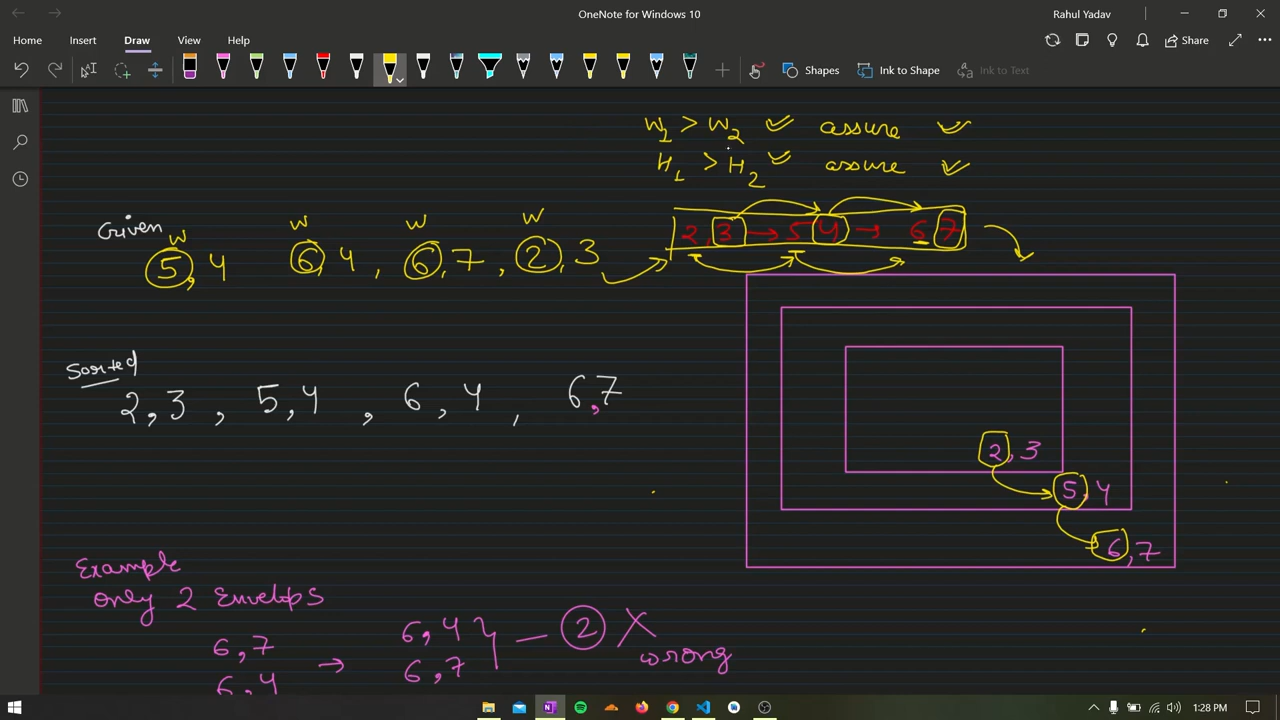 OneNote for Windows 10
Rahul Yadav
Home Insert Draw View Help
Share
Shapes Ink to Shape Ink to Text
W1 > W2 assure
H1 > H2 assure
Given
W W W W
5, 4 6, 4, 6, 7, 2, 3
2, 3 → 5 4 → 6 7
Sorted
2, 3, 5, 4, 6, 4, 6,7
2, 3
5, 4
6, 7
Example
only 2 Envelops
6, 7 → 6, 4 } — 2 X
6, 4 6, 7 wrong
1:28 PM